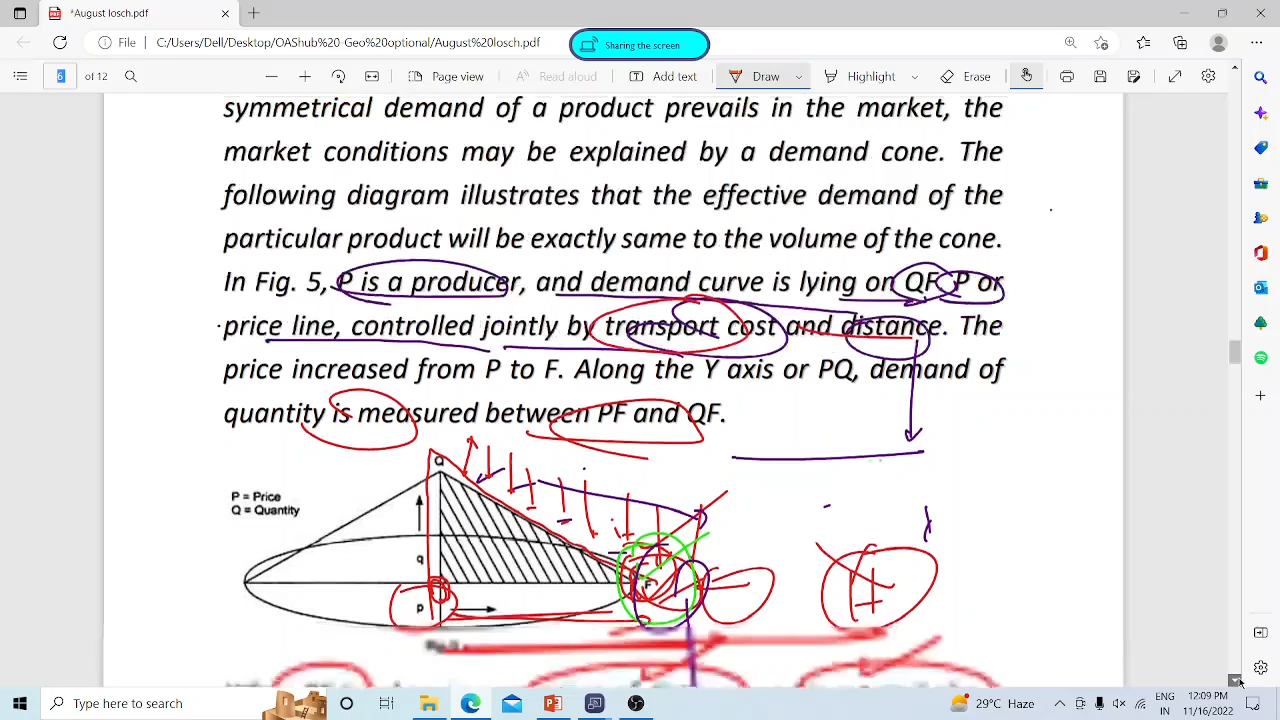 *August losch.pdf
File
C:/Users/Dell/Desktop/OAShub_ Geo%20optional/August%20losch.pdf
Sharing the screen
6 of 12
Page view
Read aloud
Add text
Draw
Highlight
Erase
symmetrical demand of a product prevails in the market, the
market conditions may be explained by a demand cone. The
following diagram illustrates that the effective demand of the
particular product will be exactly same to the volume of the cone.
In Fig. 5, P is a producer, and demand curve is lying on QF P or
price line, controlled jointly by transport cost and distance. The
price increased from P to F. Along the Y axis or PQ, demand of
quantity is measured between PF and QF.
Q
P = Price
Q = Quantity
q
F
P
Type here to search
29°C Haze
ENG
IN
12:09 PM
11/16/2022